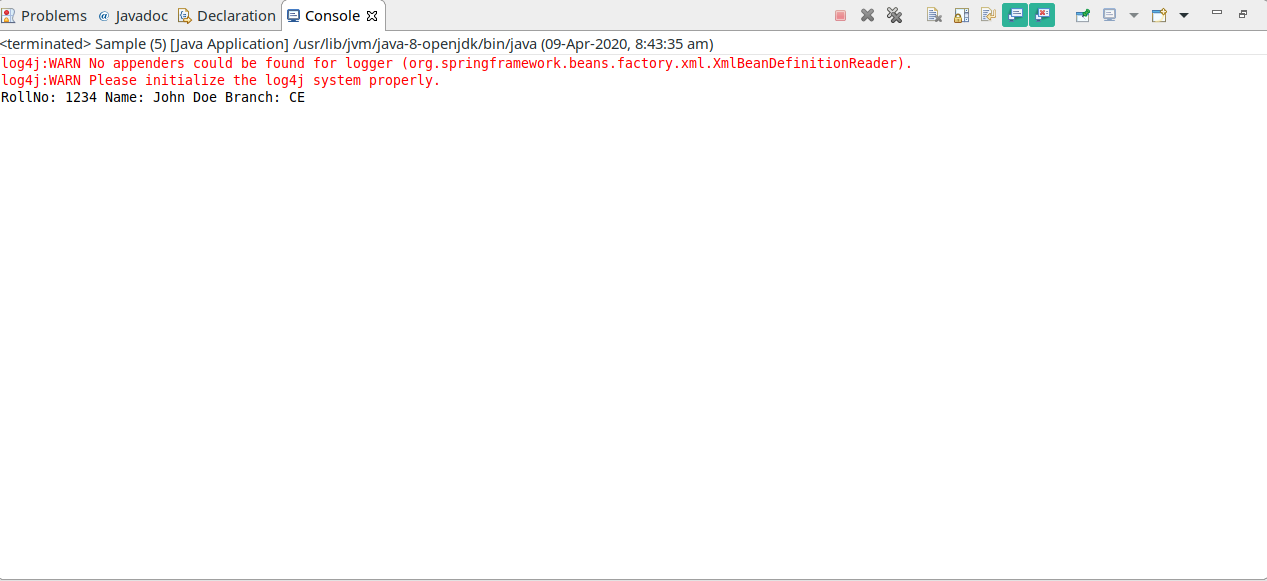 Problems @ Javadoc Declaration Console
<terminated> Sample (5) [Java Application] /usr/lib/jvm/java-8-openjdk/bin/java (09-Apr-2020, 8:43:35 am)
log4j:WARN No appenders could be found for logger (org.springframework.beans.factory.xml.XmlBeanDefinitionReader).
log4j:WARN Please initialize the log4j system properly.
RollNo: 1234 Name: John Doe Branch: CE